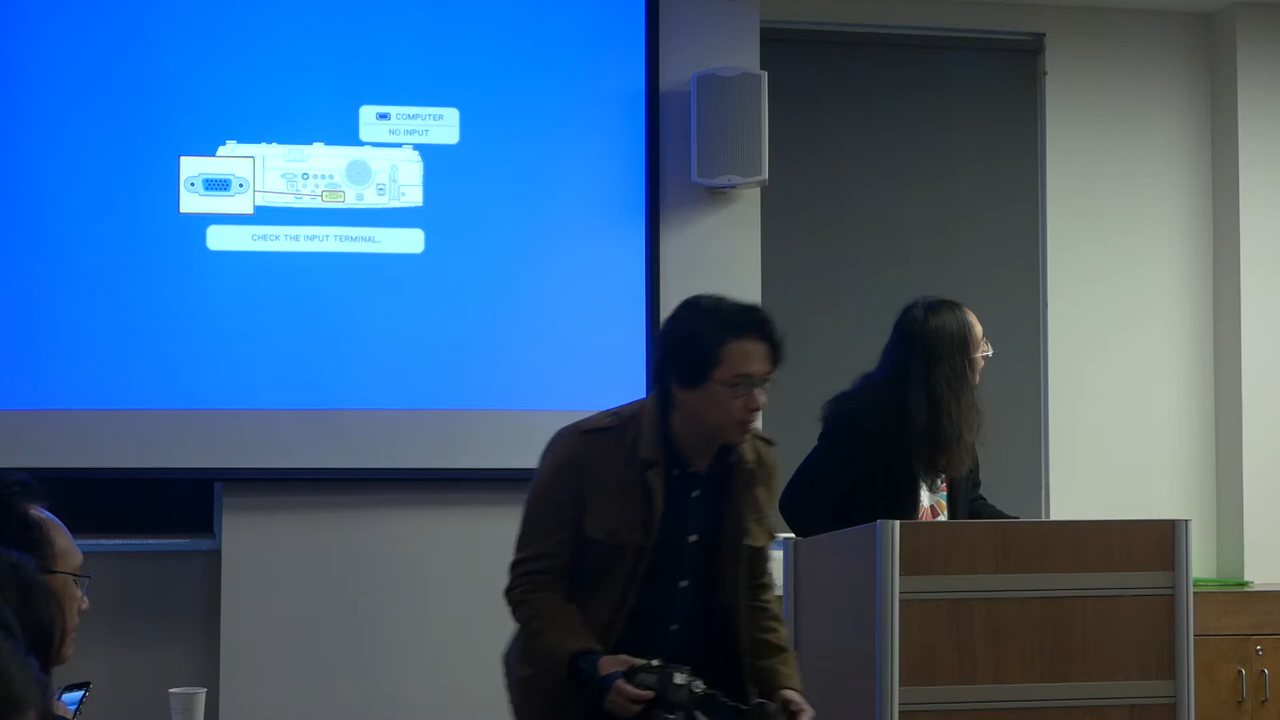 COMPUTER
NO INPUT
CHECK THE INPUT TERMINAL.